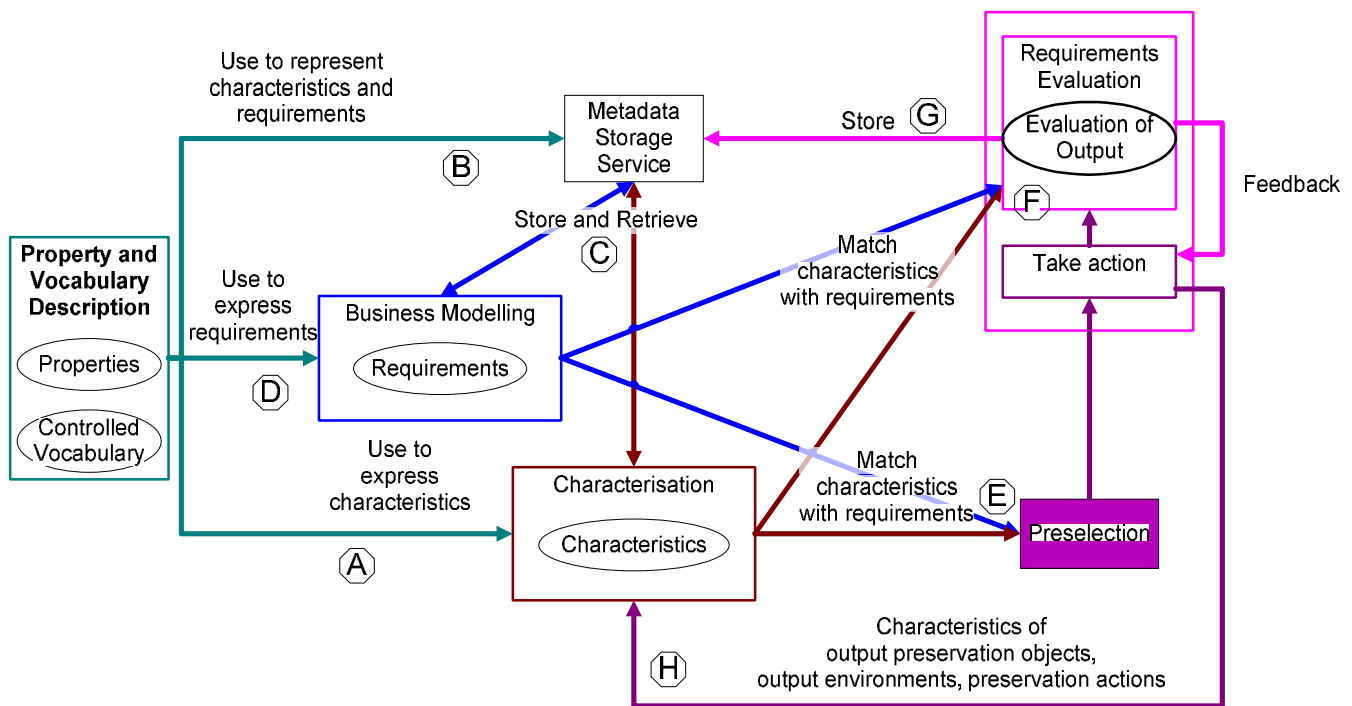 Use to represent
characteristics and
requirements
B
Metadata
Storage
Service
Store
G
Requirements
Evaluation
Evaluation of
Output
F
Feedback
Take action
Property and
Vocabulary
Description
Properties
Controlled
Vocabulary
Use to
express
requirements
D
Store and Retrieve
C
Business Modelling
Requirements
Match
characteristics
with requirements
Use to
express
characteristics
A
Characterisation
Characteristics
Match
characteristics
with requirements
E
Preselection
H
Characteristics of
output preservation objects,
output environments, preservation actions